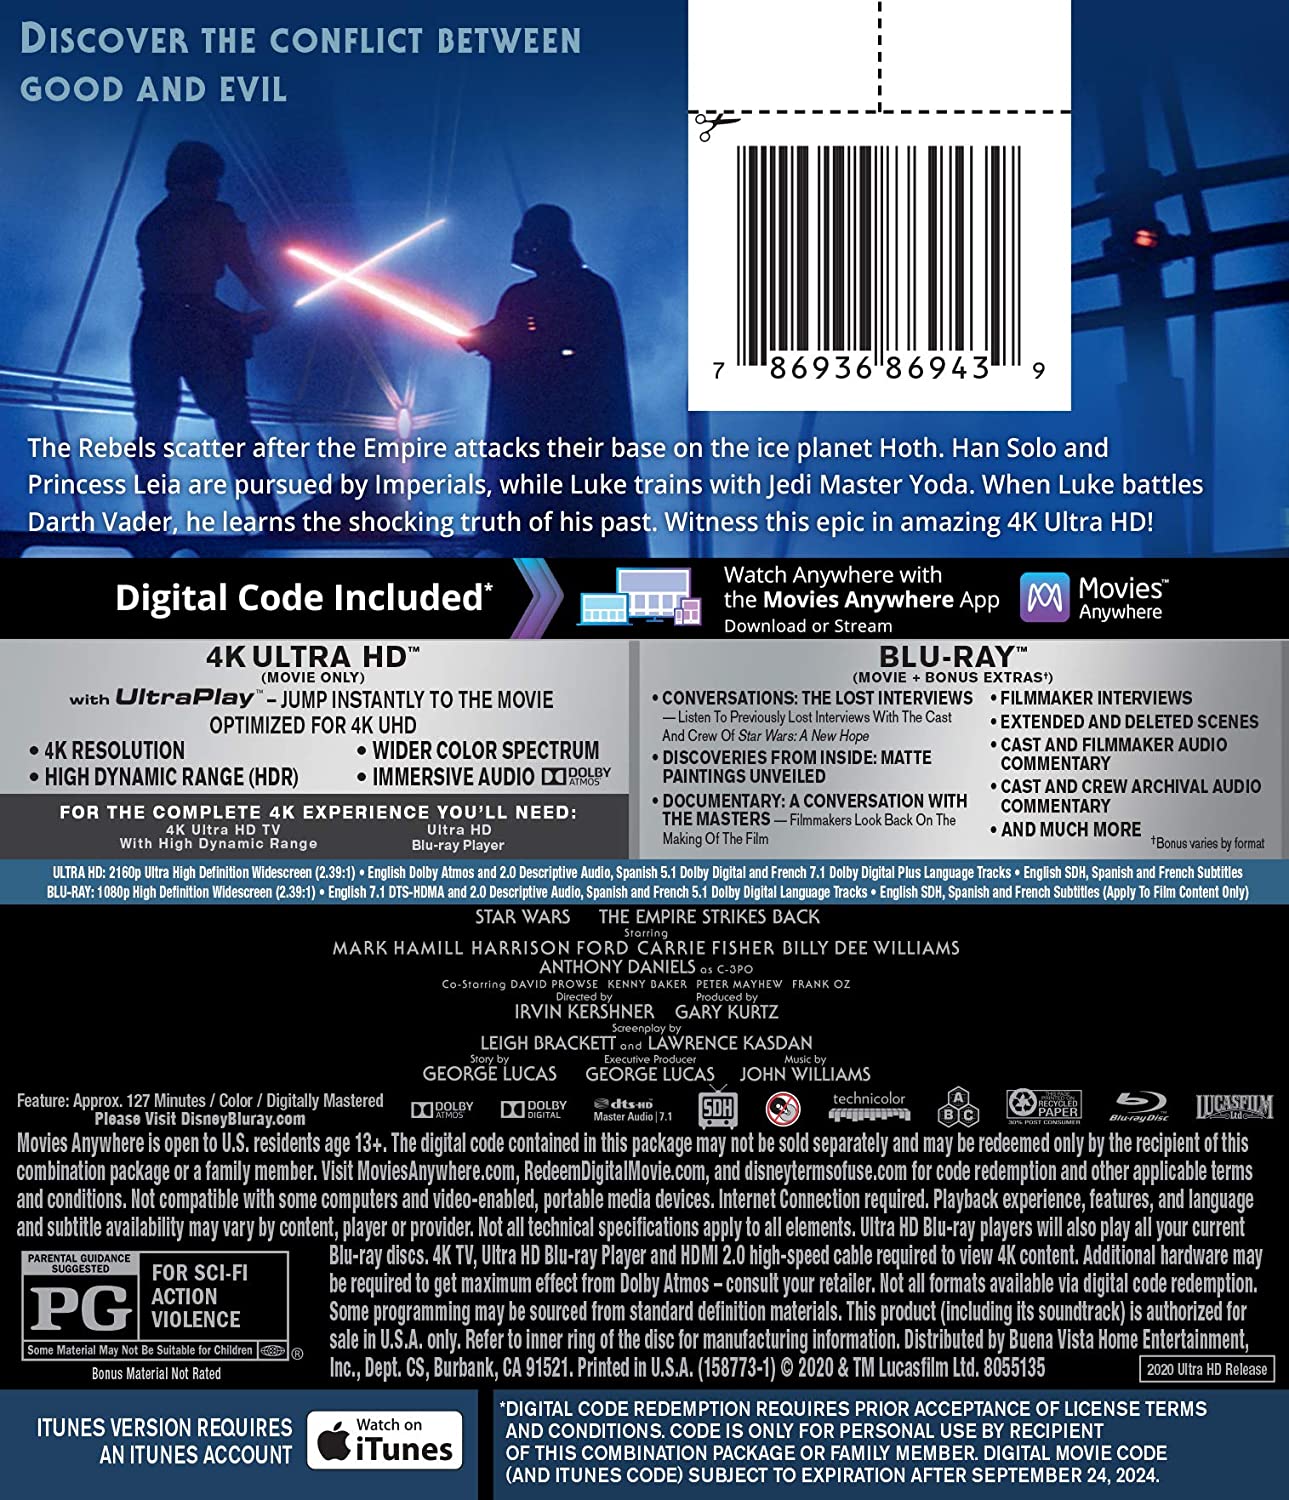 DISCOVER THE CONFLICT BETWEEN
GOOD AND EVIL
7 86936 86943 9
The Rebels scatter after the Empire attacks their base on the ice planet Hoth. Han Solo and
Princess Leia are pursued by Imperials, while Luke trains with Jedi Master Yoda. When Luke battles
Darth Vader, he learns the shocking truth of his past. Witness this epic in amazing 4K Ultra HD!
Digital Code Included*
Watch Anywhere with
the Movies Anywhere App
Download or Stream
Movies™
Anywhere
4K ULTRA HD™
(MOVIE ONLY)
with UltraPlay™ – JUMP INSTANTLY TO THE MOVIE
OPTIMIZED FOR 4K UHD
• 4K RESOLUTION
• HIGH DYNAMIC RANGE (HDR)
• WIDER COLOR SPECTRUM
• IMMERSIVE AUDIO DOLBY ATMOS
FOR THE COMPLETE 4K EXPERIENCE YOU'LL NEED:
4K Ultra HD TV
With High Dynamic Range
Ultra HD
Blu-ray Player
BLU-RAY™
(MOVIE + BONUS EXTRAS†)
• CONVERSATIONS: THE LOST INTERVIEWS
— Listen To Previously Lost Interviews With The Cast
And Crew Of Star Wars: A New Hope
• DISCOVERIES FROM INSIDE: MATTE
PAINTINGS UNVEILED
• DOCUMENTARY: A CONVERSATION WITH
THE MASTERS — Filmmakers Look Back On The
Making Of The Film
• FILMMAKER INTERVIEWS
• EXTENDED AND DELETED SCENES
• CAST AND FILMMAKER AUDIO
COMMENTARY
• CAST AND CREW ARCHIVAL AUDIO
COMMENTARY
• AND MUCH MORE
†Bonus varies by format
ULTRA HD: 2160p Ultra High Definition Widescreen (2.39:1) • English Dolby Atmos and 2.0 Descriptive Audio, Spanish 5.1 Dolby Digital and French 7.1 Dolby Digital Plus Language Tracks • English SDH, Spanish and French Subtitles
BLU-RAY: 1080p High Definition Widescreen (2.39:1) • English 7.1 DTS-HDMA and 2.0 Descriptive Audio, Spanish and French 5.1 Dolby Digital Language Tracks • English SDH, Spanish and French Subtitles (Apply To Film Content Only)
STAR WARS THE EMPIRE STRIKES BACK
Starring
MARK HAMILL HARRISON FORD CARRIE FISHER BILLY DEE WILLIAMS
ANTHONY DANIELS as C-3PO
Co-Starring DAVID PROWSE KENNY BAKER PETER MAYHEW FRANK OZ
Directed by Produced by
IRVIN KERSHNER GARY KURTZ
Screenplay by
LEIGH BRACKETT and LAWRENCE KASDAN
Story by Executive Producer Music by
GEORGE LUCAS GEORGE LUCAS JOHN WILLIAMS
Feature: Approx. 127 Minutes / Color / Digitally Mastered
Please Visit DisneyBluray.com
DOLBY ATMOS
DOLBY DIGITAL
dts-HD
Master Audio | 7.1
SDH
technicolor
A B C
PRINTED ON RECYCLED PAPER
30% POST CONSUMER
Blu-ray Disc
LUCASFILM Ltd
Movies Anywhere is open to U.S. residents age 13+. The digital code contained in this package may not be sold separately and may be redeemed only by the recipient of this
combination package or a family member. Visit MoviesAnywhere.com, RedeemDigitalMovie.com, and disneytermsofuse.com for code redemption and other applicable terms
and conditions. Not compatible with some computers and video-enabled, portable media devices. Internet Connection required. Playback experience, features, and language
and subtitle availability may vary by content, player or provider. Not all technical specifications apply to all elements. Ultra HD Blu-ray players will also play all your current
Blu-ray discs. 4K TV, Ultra HD Blu-ray Player and HDMI 2.0 high-speed cable required to view 4K content. Additional hardware may
be required to get maximum effect from Dolby Atmos – consult your retailer. Not all formats available via digital code redemption.
Some programming may be sourced from standard definition materials. This product (including its soundtrack) is authorized for
sale in U.S.A. only. Refer to inner ring of the disc for manufacturing information. Distributed by Buena Vista Home Entertainment,
Inc., Dept. CS, Burbank, CA 91521. Printed in U.S.A. (158773-1) © 2020 & TM Lucasfilm Ltd. 8055135
2020 Ultra HD Release
PARENTAL GUIDANCE SUGGESTED
PG
FOR SCI-FI
ACTION
VIOLENCE
Some Material May Not Be Suitable for Children
®
Bonus Material Not Rated
ITUNES VERSION REQUIRES
AN ITUNES ACCOUNT
Watch on
iTunes
*DIGITAL CODE REDEMPTION REQUIRES PRIOR ACCEPTANCE OF LICENSE TERMS
AND CONDITIONS. CODE IS ONLY FOR PERSONAL USE BY RECIPIENT
OF THIS COMBINATION PACKAGE OR FAMILY MEMBER. DIGITAL MOVIE CODE
(AND ITUNES CODE) SUBJECT TO EXPIRATION AFTER SEPTEMBER 24, 2024.